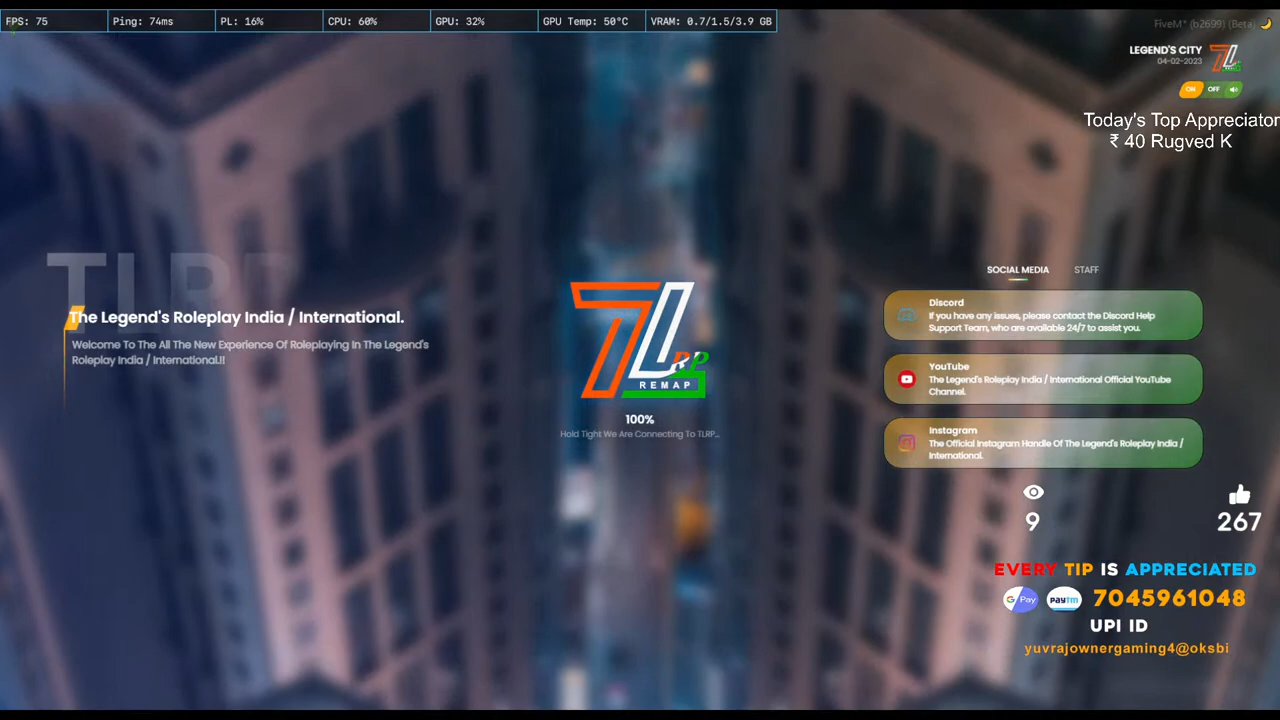 FPS: 75
Ping: 74ms
PL: 16%
CPU: 60%
GPU: 32%
GPU Temp: 50°C
VRAM: 0.7/1.5/3.9 GB
FiveM* (b2699) (Beta)
LEGEND'S CITY
04-02-2023
ON
OFF
Today's Top Appreciator
₹ 40 Rugved K
TLRP
The Legend's Roleplay India / International.
Welcome To The All The New Experience Of Roleplaying In The Legend's
Roleplay India / International.!!
TL
RP
REMAP
100%
Hold Tight We Are Connecting To TLRP...
SOCIAL MEDIA
STAFF
Discord
If you have any issues, please contact the Discord Help
Support Team, who are available 24/7 to assist you.
YouTube
The Legend's Roleplay India / International Official YouTube
Channel.
Instagram
The Official Instagram Handle Of The Legend's Roleplay India /
International.
9
267
EVERY TIP IS APPRECIATED
G Pay
paytm
7045961048
UPI ID
yuvrajownergaming4@oksbi